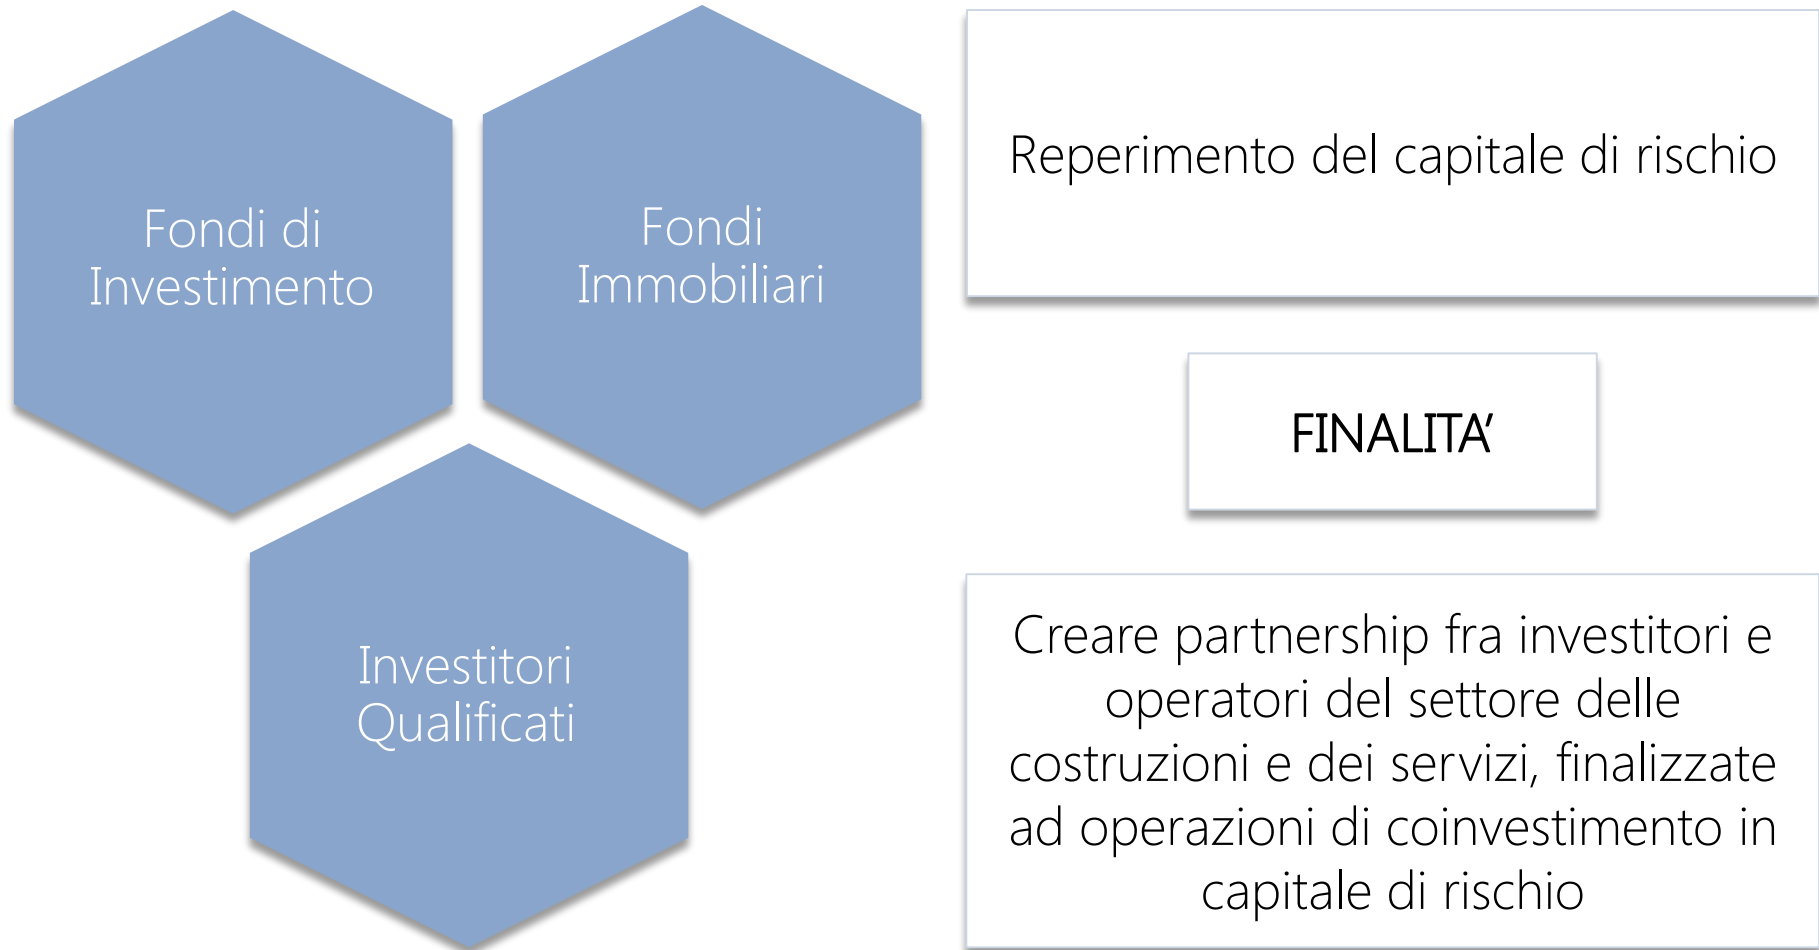 Fondi di
Investimento
Fondi
Immobiliari
Investitori
Qualificati
Reperimento del capitale di rischio
FINALITA’
Creare partnership fra investitori e
operatori del settore delle
costruzioni e dei servizi, finalizzate
ad operazioni di coinvestimento in
capitale di rischio